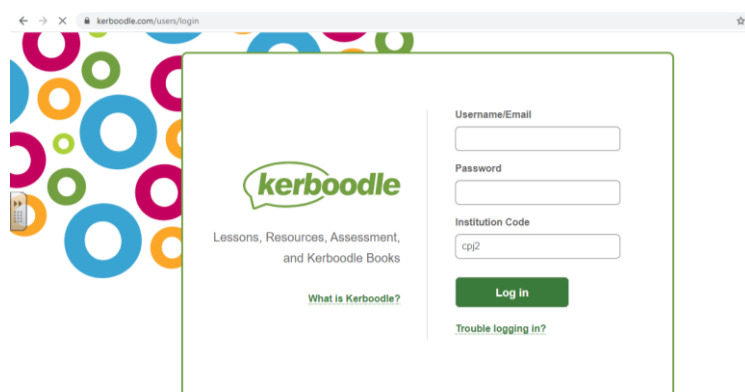 kerboodle.com/users/login
kerboodle
Lessons, Resources, Assessment,
and Kerboodle Books
What is Kerboodle?
Username/Email
Password
Institution Code
cpj2
Log in
Trouble logging in?